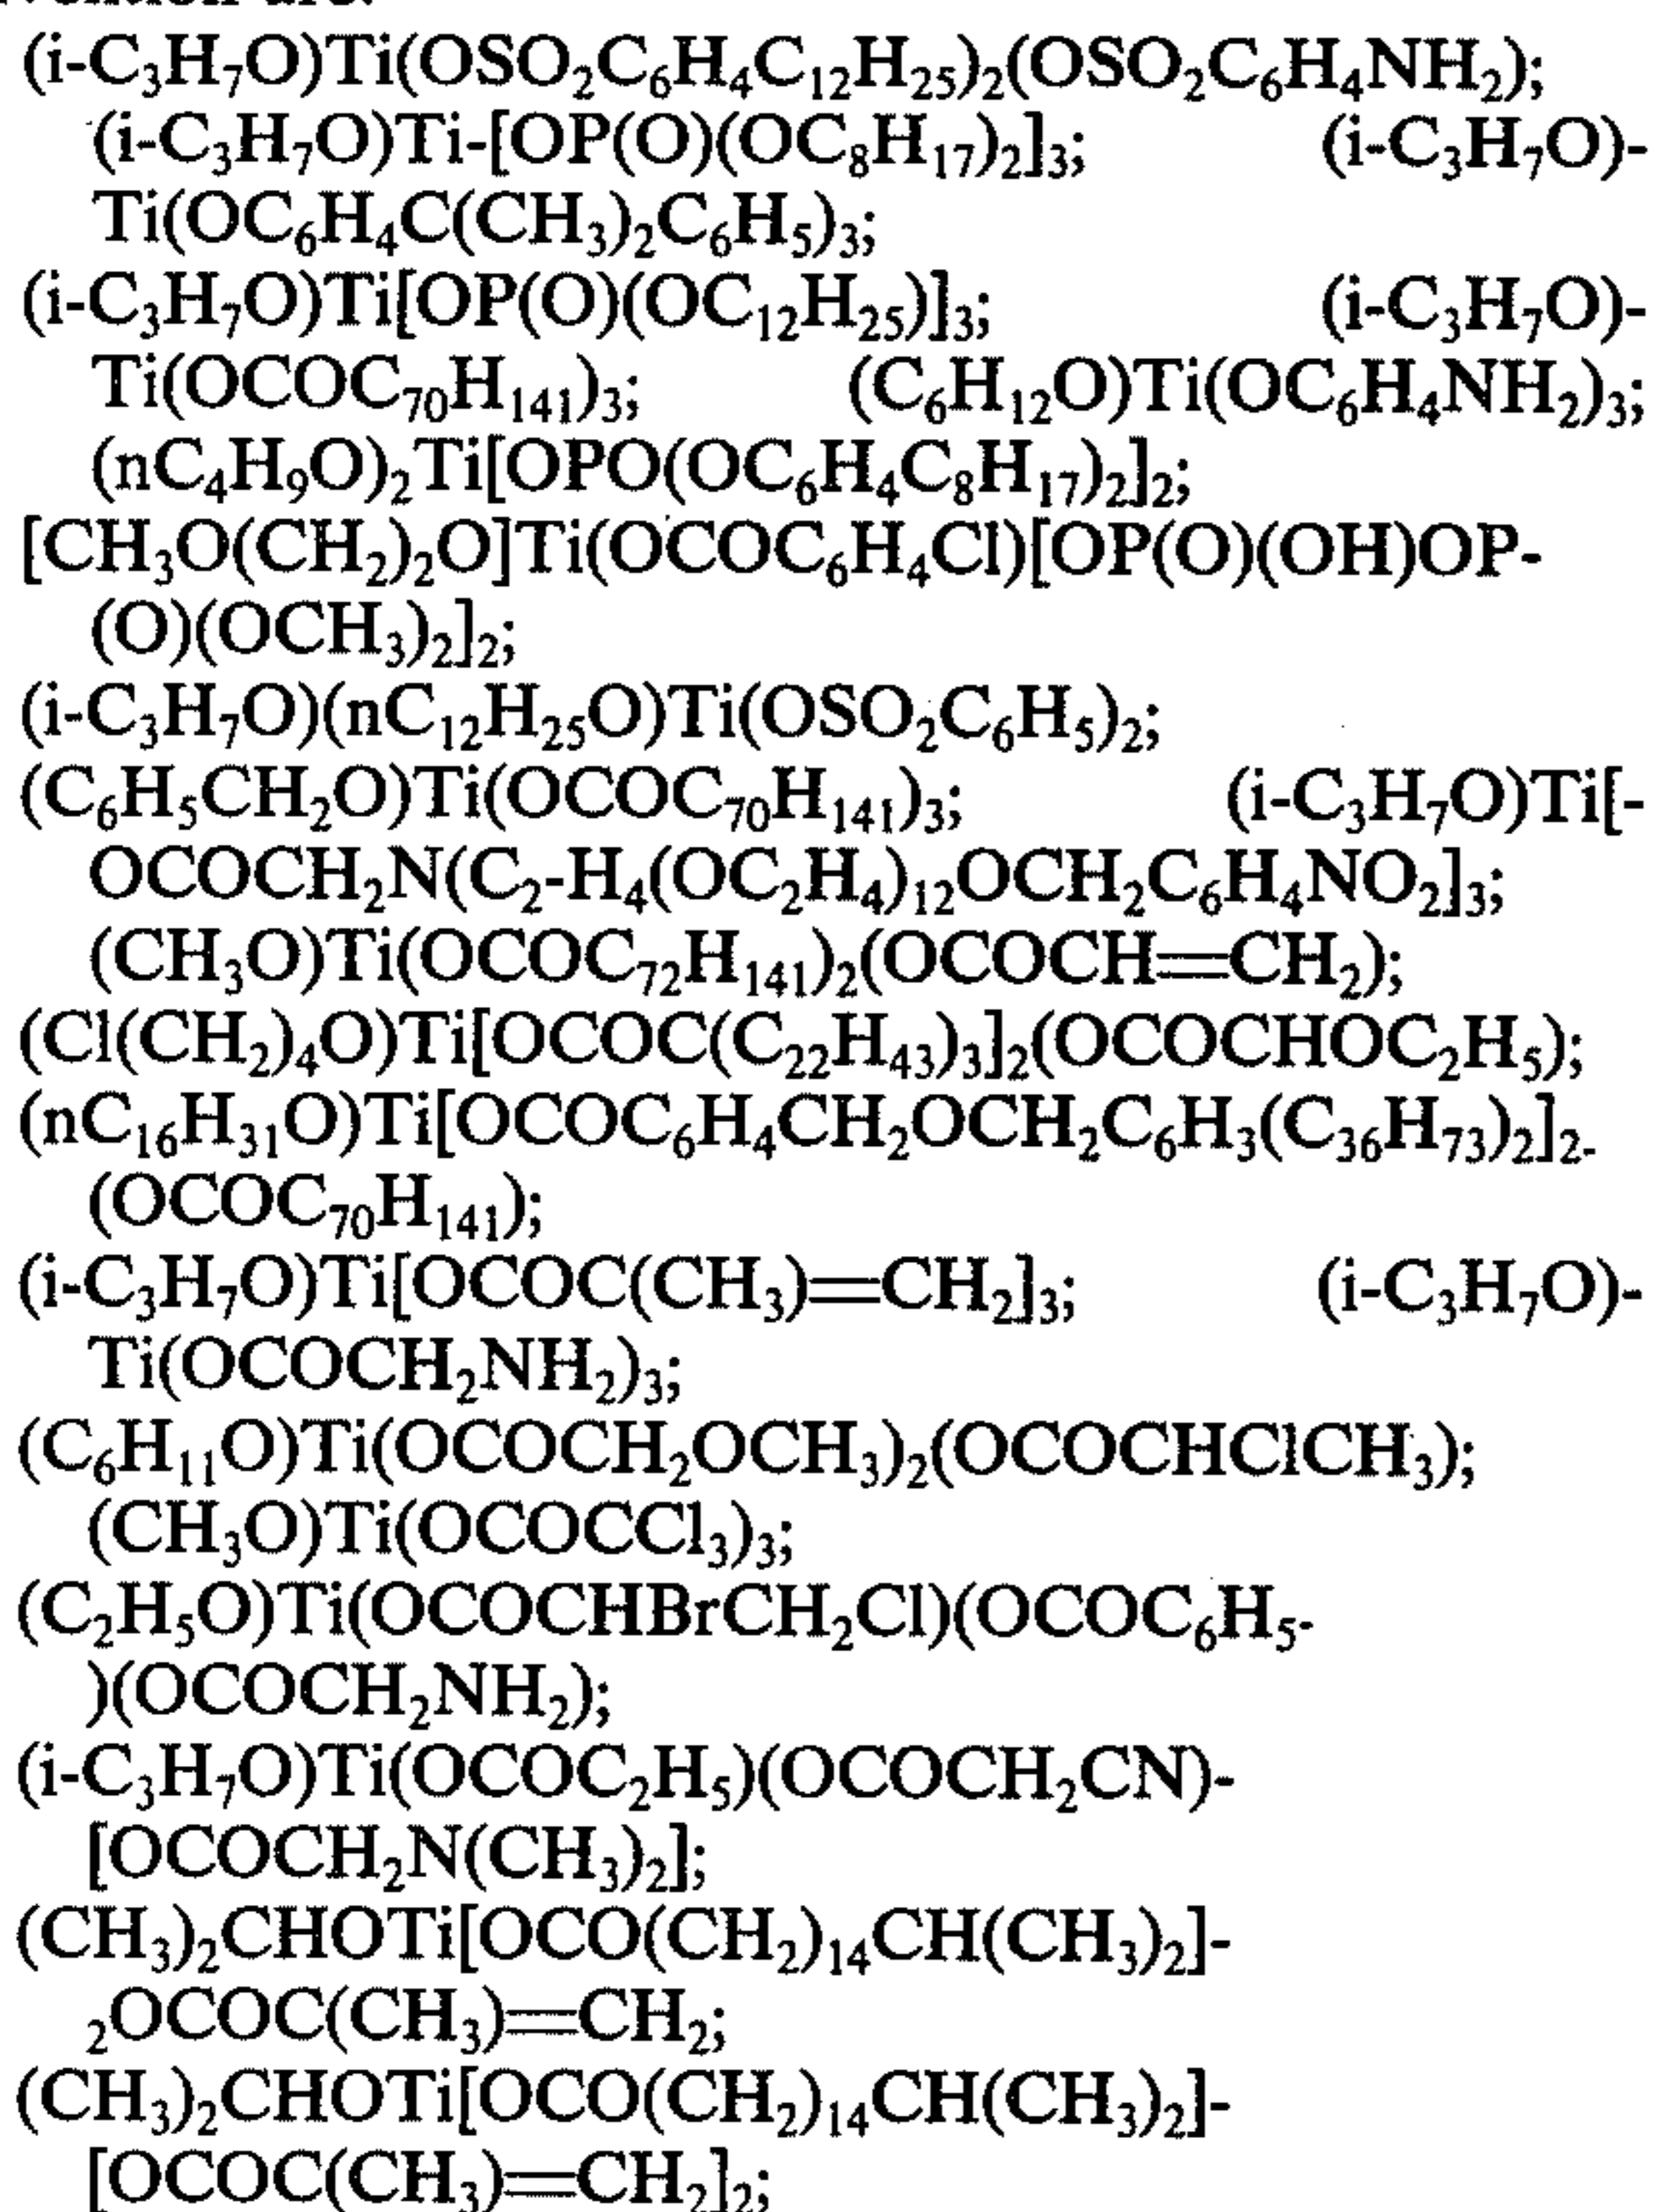 (i-C₃H₇O)Ti(OSO₂C₆H₄C₁₂H₂₅)₂(OSO₂C₆H₄NH₂);
(i-C₃H₇O)Ti-[OP(O)(OC₈H₁₇)₂]₃; (i-C₃H₇O)-
Ti(OC₆H₄C(CH₃)₂C₆H₅)₃;
(i-C₃H₇O)Ti[OP(O)(OC₁₂H₂₅)]₃; (i-C₃H₇O)-
Ti(OCOC₇₀H₁₄₁)₃; (C₆H₁₂O)Ti(OC₆H₄NH₂)₃;
(nC₄H₉O)₂Ti[OPO(OC₆H₄C₈H₁₇)₂]₂;
[CH₃O(CH₂)₂O]Ti(OCOC₆H₄Cl)[OP(O)(OH)OP-
(O)(OCH₃)₂]₂;
(i-C₃H₇O)(nC₁₂H₂₅O)Ti(OSO₂C₆H₅)₂;
(C₆H₅CH₂O)Ti(OCOC₇₀H₁₄₁)₃; (i-C₃H₇O)Ti[-
OCOCH₂N(C₂-H₄(OC₂H₄)₁₂OCH₂C₆H₄NO₂]₃;
(CH₃O)Ti(OCOC₇₂H₁₄₁)₂(OCOCH=CH₂);
(Cl(CH₂)₄O)Ti[OCOC(C₂₂H₄₃)₃]₂(OCOCHOC₂H₅);
(nC₁₆H₃₁O)Ti[OCOC₆H₄CH₂OCH₂C₆H₃(C₃₆H₇₃)₂]₂-
(OCOC₇₀H₁₄₁);
(i-C₃H₇O)Ti[OCOC(CH₃)=CH₂]₃; (i-C₃H₇O)-
Ti(OCOCH₂NH₂)₃;
(C₆H₁₁O)Ti(OCOCH₂OCH₃)₂(OCOCHClCH₃);
(CH₃O)Ti(OCOCCl₃)₃;
(C₂H₅O)Ti(OCOCHBrCH₂Cl)(OCOC₆H₅-
)(OCOCH₂NH₂);
(i-C₃H₇O)Ti(OCOC₂H₅)(OCOCH₂CN)-
[OCOCH₂N(CH₃)₂];
(CH₃)₂CHOTi[OCO(CH₂)₁₄CH(CH₃)₂]-
₂OCOC(CH₃)=CH₂;
(CH₃)₂CHOTi[OCO(CH₂)₁₄CH(CH₃)₂]-
[OCOC(CH₃)=CH₂]₂;